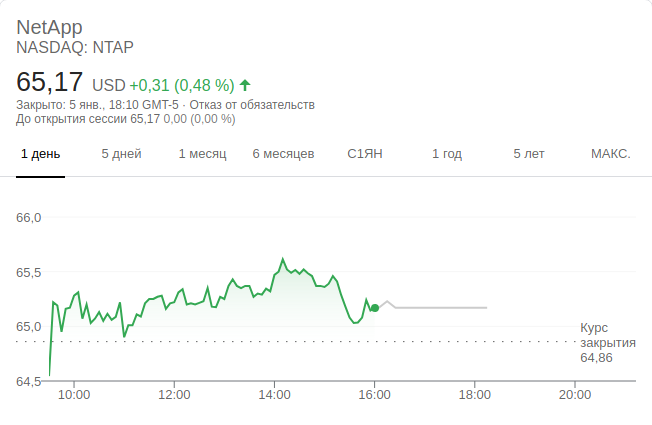 NetApp
NASDAQ: NTAP
65,17 USD +0,31 (0,48 %)
Закрыто: 5 янв., 18:10 GMT-5 · Отказ от обязательств
До открытия сессии 65,17 0,00 (0,00 %)
1 день 5 дней 1 месяц 6 месяцев С1ЯН 1 год 5 лет МАКС.
66,0
65,5
65,0
Курс
закрытия
64,86
64,5
10:00 12:00 14:00 16:00 18:00 20:00